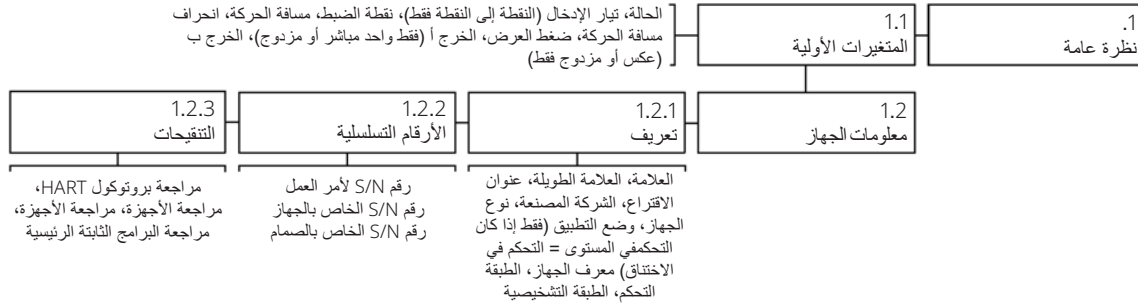 1.
نظرة عامة
1.1
المتغيرات الأولية
الحالة، تيار الإدخال (النقطة إلى النقطة فقط)، نقطة الضبط، مسافة الحركة، انحراف
مسافة الحركة، ضغط العرض، الخرج أ (فقط واحد مباشر أو مزدوج)، الخرج ب
(عكس أو مزدوج فقط)
1.2
معلومات الجهاز
1.2.1
تعريف
1.2.2
الأرقام التسلسلية
1.2.3
التنقيحات
العلامة، العلامة الطويلة، عنوان
الاقتراع، الشركة المصنعة، نوع
الجهاز، وضع التطبيق (فقط إذا كان
التحكمفي المستوى = التحكم في
الاختناق) معرف الجهاز، الطبقة
التحكم، الطبقة التشخيصية
رقم S/N لأمر العمل
رقم S/N الخاص بالجهاز
رقم S/N الخاص بالصمام
مراجعة بروتوكول HART،
مراجعة الأجهزة، مراجعة الأجهزة،
مراجعة البرامج الثابتة الرئيسية